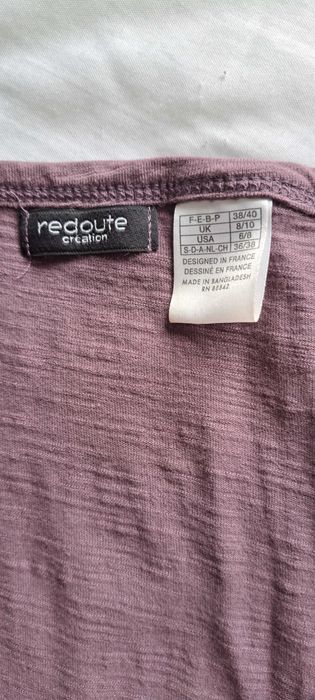 redoute
création
F-E-B-P 38/40
UK 8/10
USA 6/8
S-D-A-NL-CH 36/38
DESIGNED IN FRANCE
DESSINÉ EN FRANCE
MADE IN BANGLADESH